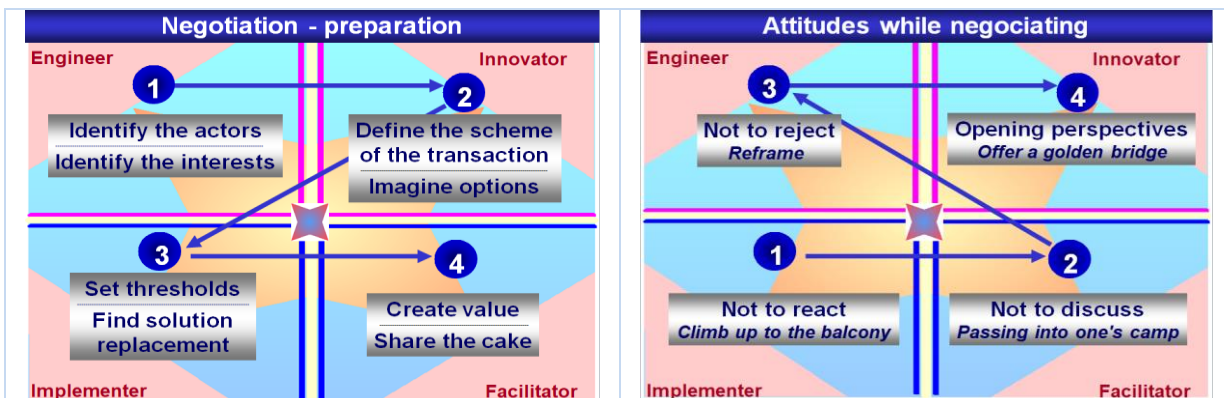 Negotiation - preparation
Engineer
Innovator
1
2
Identify the actors
Identify the interests
Define the scheme
of the transaction
Imagine options
3
4
Set thresholds
Find solution
replacement
Create value
Share the cake
Implementer
Facilitator
Attitudes while negociating
Engineer
Innovator
3
4
Not to reject
Reframe
Opening perspectives
Offer a golden bridge
1
2
Not to react
Climb up to the balcony
Not to discuss
Passing into one's camp
Implementer
Facilitator